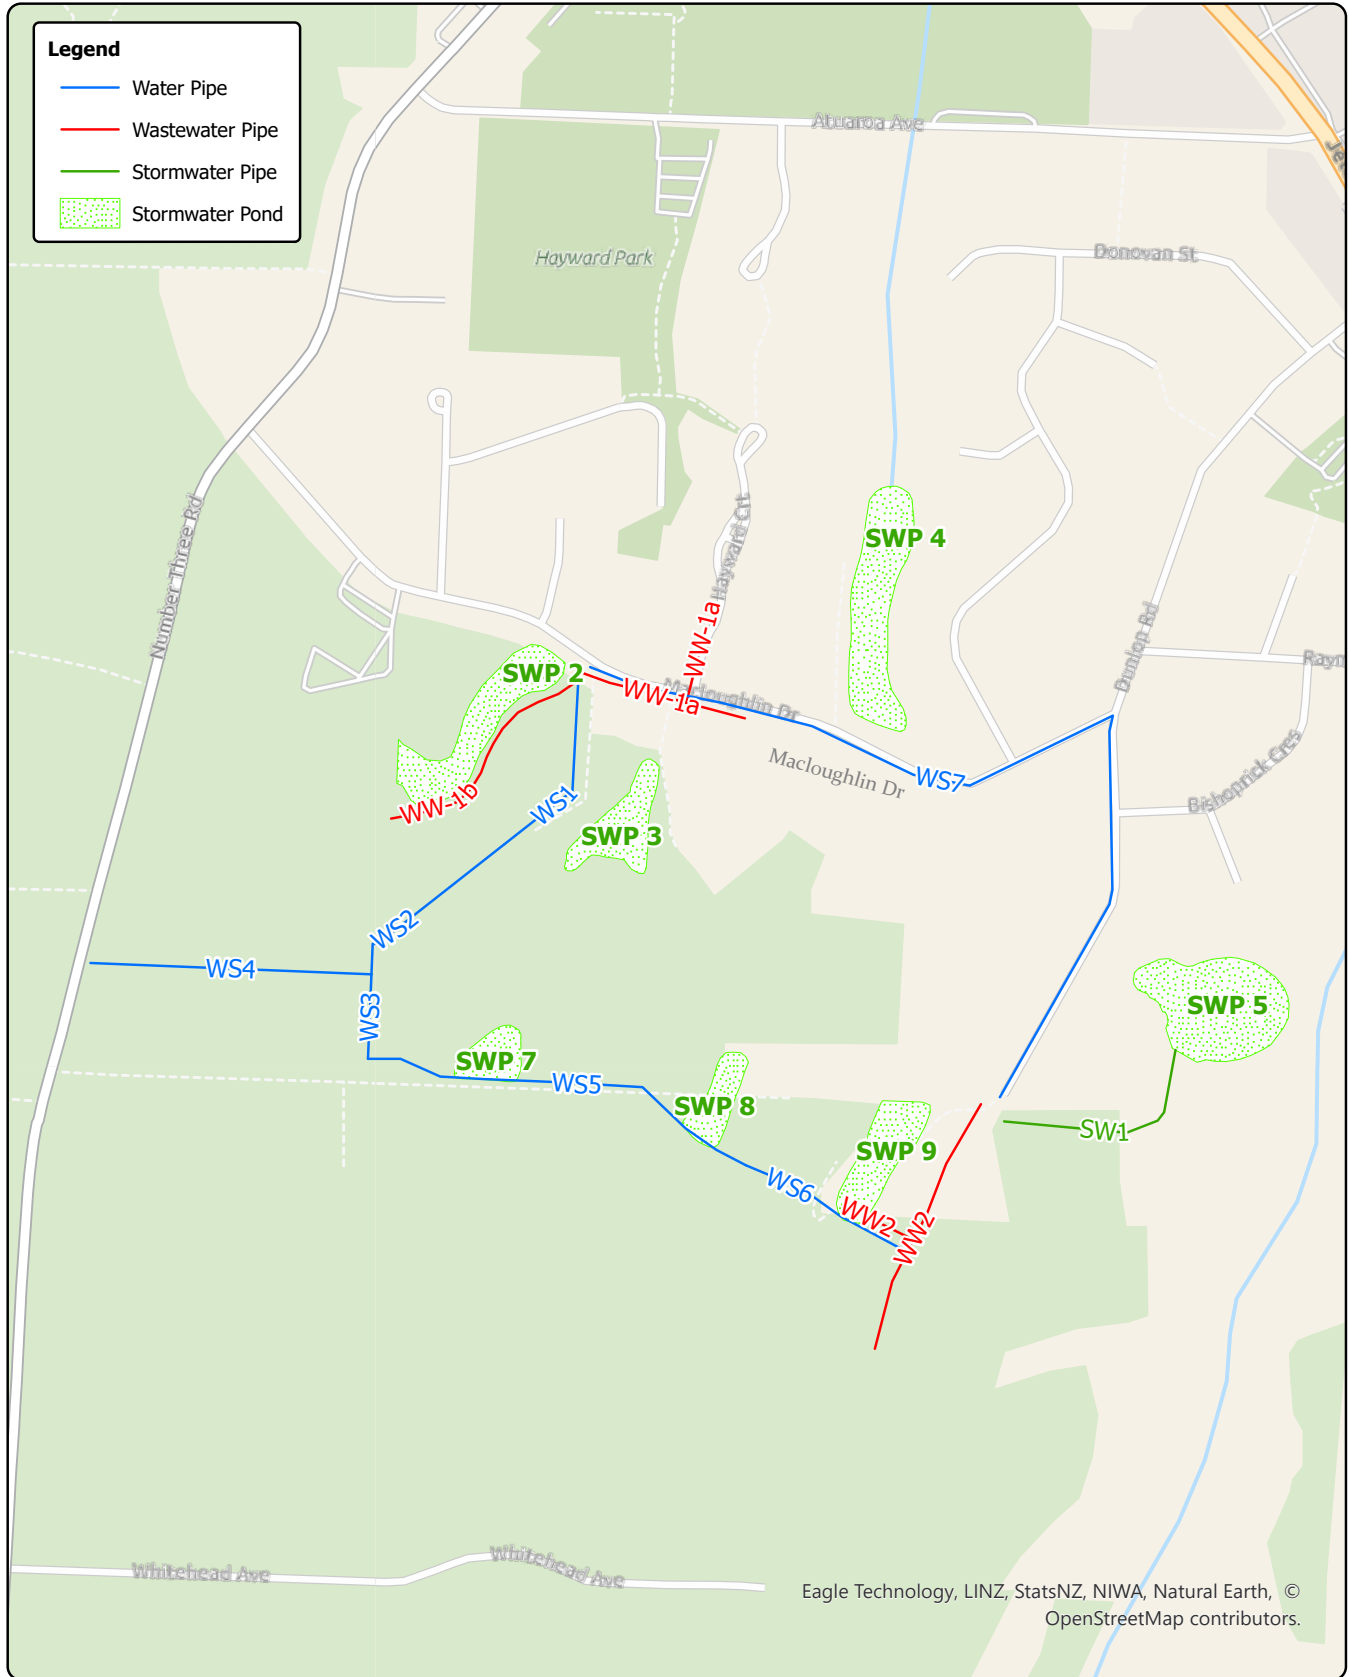 Legend
Water Pipe
Wastewater Pipe
Stormwater Pipe
Stormwater Pond
Atuaroa Ave
Hayward Park
Donovan St
Number Three Rd
Hayward Crt
SWP 4
WW-1a
Dunlop Rd
SWP 2
WW-1a
Macloughlin Dr
Macloughlin Dr
WS7
Bishoprick Cres
WW-1b
WS1
SWP 3
WS2
WS4
WS3
SWP 5
SWP 7
WS5
SWP 8
SW1
SWP 9
WS6
WW2
WW2
Whitehead Ave
Whitehead Ave
Eagle Technology, LINZ, StatsNZ, NIWA, Natural Earth, ©
OpenStreetMap contributors.